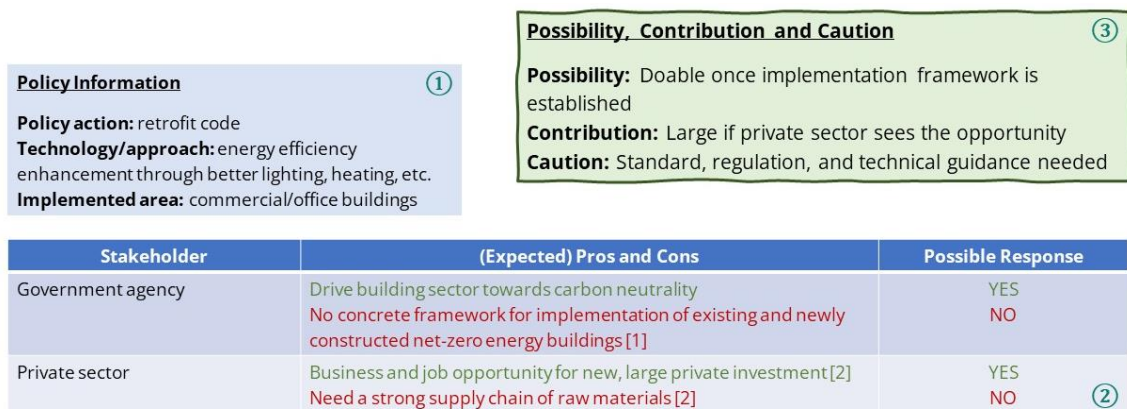 Policy Information ①
Policy action: retrofit code
Technology/approach: energy efficiency
enhancement through better lighting, heating, etc.
Implemented area: commercial/office buildings
Possibility, Contribution and Caution ③
Possibility: Doable once implementation framework is
established
Contribution: Large if private sector sees the opportunity
Caution: Standard, regulation, and technical guidance needed
Stakeholder (Expected) Pros and Cons Possible Response
Government agency Drive building sector towards carbon neutrality YES
No concrete framework for implementation of existing and newly NO
constructed net-zero energy buildings [1]
Private sector Business and job opportunity for new, large private investment [2] YES
Need a strong supply chain of raw materials [2] NO ②